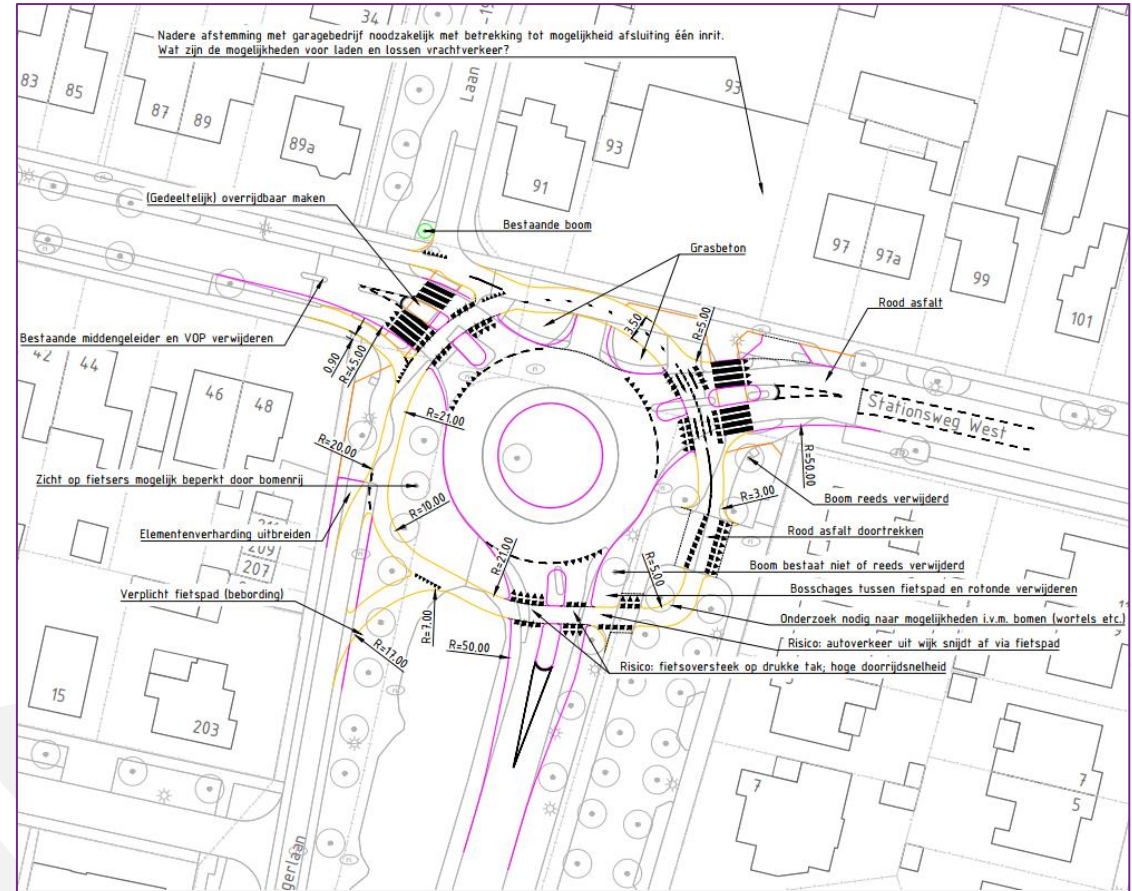 34
Nadere afstemming met garagebedrijf noodzakelijk met betrekking tot mogelijkheid afsluiting één inrit.
Wat zijn de mogelijkheden voor laden en lossen vrachtverkeer?
Laan
83
85
87
89
89a
91
93
93
97
97a
99
101
(Gedeeltelijk) overrijdbaar maken
Bestaande boom
Grasbeton
Rood asfalt
Bestaande middengeleider en VOP verwijderen
0.90
R=45.00
3.50
R=5.00
Stationsweg West
42
44
46
48
R=21.00
R=20.00
R=50.00
Zicht op fietsers mogelijk beperkt door bomenrij
R=10.00
R=3.00
Boom reeds verwijderd
Elementenverharding uitbreiden
Rood asfalt doortrekken
209
207
R=21.00
R=5.00
Boom bestaat niet of reeds verwijderd
Verplicht fietspad (bebording)
Bosschages tussen fietspad en rotonde verwijderen
R=7.00
Onderzoek nodig naar mogelijkheden i.v.m. bomen (wortels etc.)
R=17.00
R=50.00
Risico: autoverkeer uit wijk snijdt af via fietspad
Risico: fietsoversteek op drukke tak; hoge doorrijdsnelheid
15
203
7
7
5
gerlaan